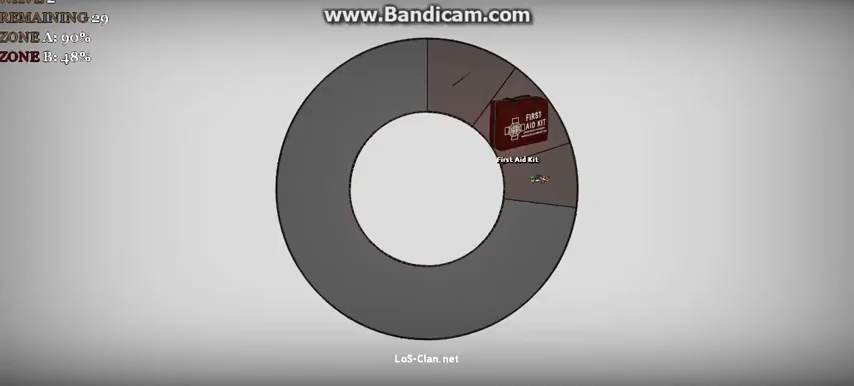 www.Bandicam.com
REMAINING 29
ZONE A: 90%
ZONE B: 48%
FIRST
AID KIT
First Aid Kit
LoS-Clan.net